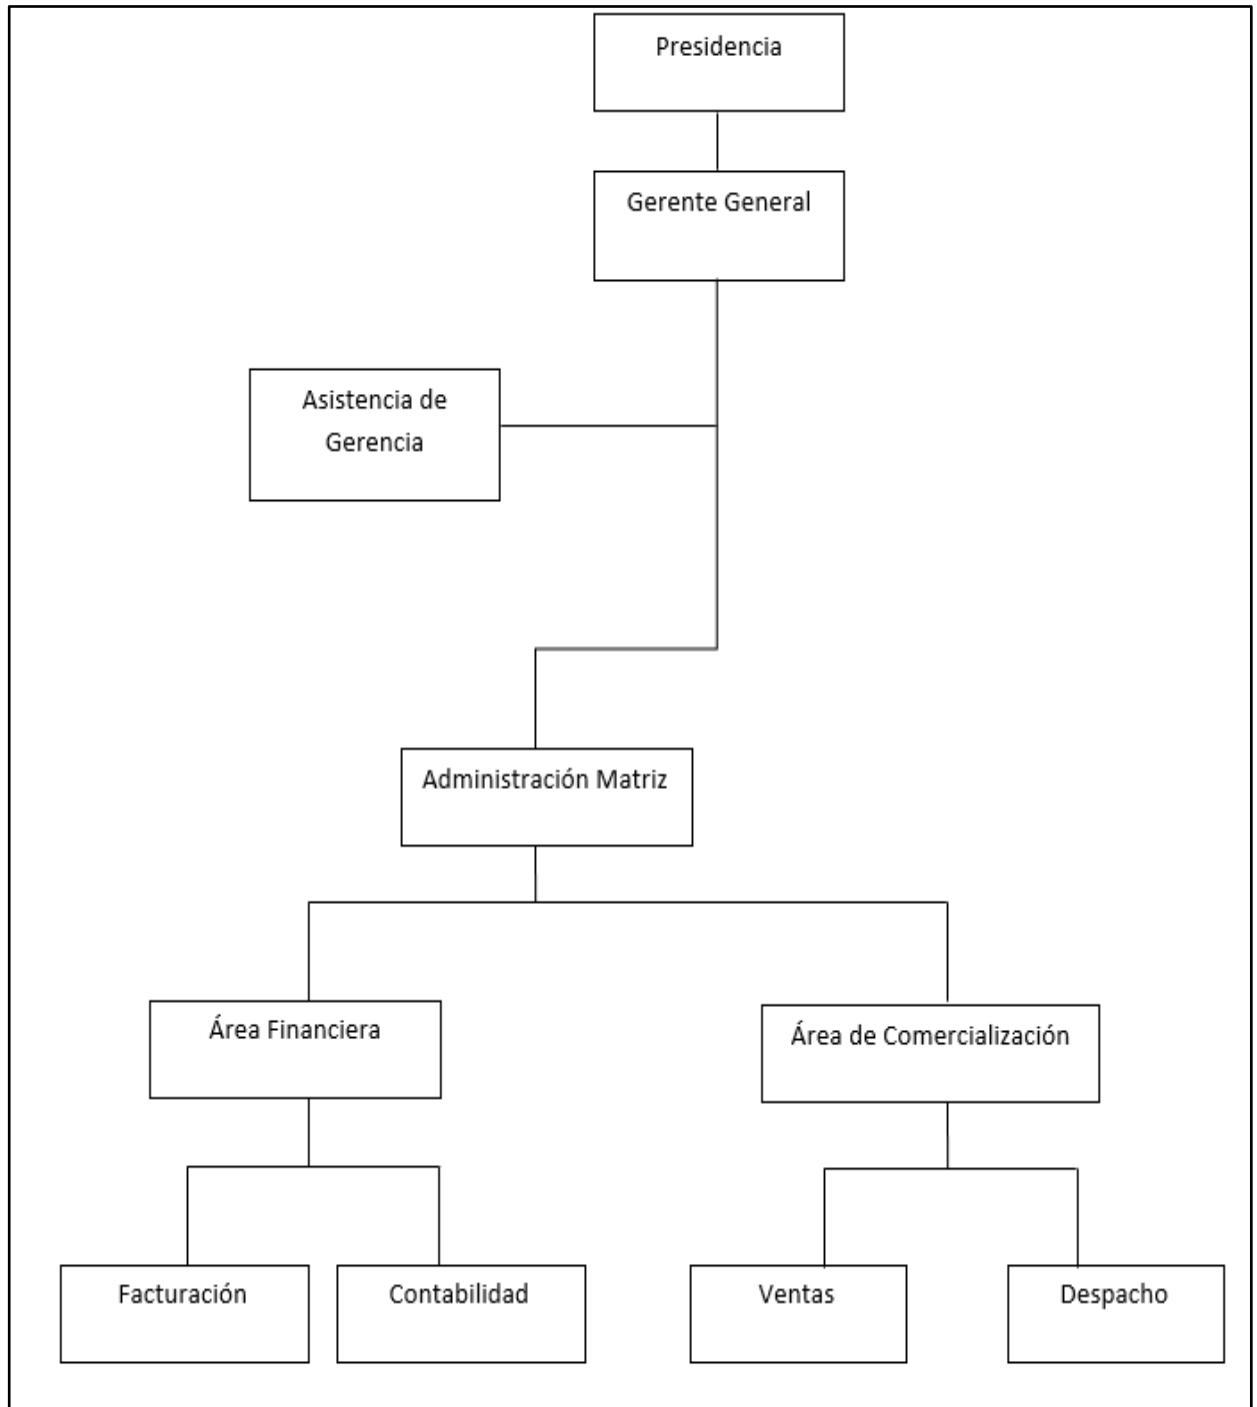 Presidencia
Gerente General
Asistencia de
Gerencia
Administración Matriz
Área Financiera
Área de Comercialización
Facturación
Contabilidad
Ventas
Despacho